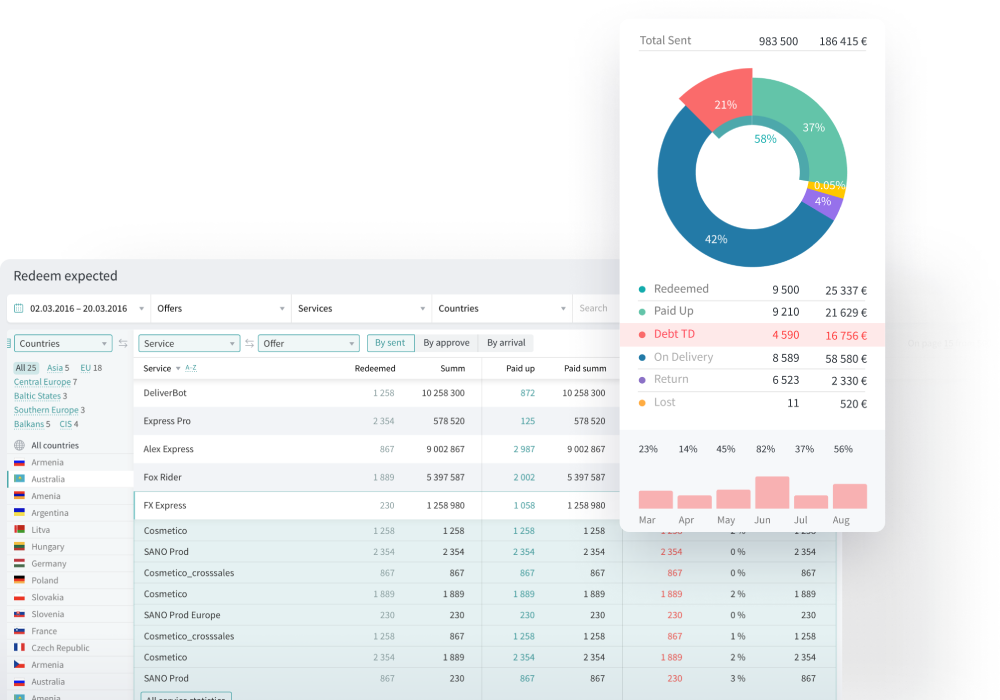 Total Sent 983 500 186 415 €
21%
37%
58%
0.05%
4%
42%
Redeemed 9 500 25 337 €
Paid Up 9 210 21 629 €
Debt TD 4 590 16 756 €
On Delivery 8 589 58 580 €
Return 6 523 2 330 €
Lost 11 520 €
23% 14% 45% 82% 37% 56%
Mar Apr May Jun Jul Aug
Redeem expected
02.03.2016 – 20.03.2016 Offers Services Countries Search
Countries Service Offer By sent By approve By arrival
All 25 Asia 5 EU 18
Central Europe 7
Baltic States 3
Southern Europe 3
Balkans 5 CIS 4
All countries
Armenia
Australia
Amenia
Argentina
Litva
Hungary
Germany
Poland
Slovakia
Slovenia
France
Czech Republic
Armenia
Australia
Amenia
Service A-Z Redeemed Summ Paid up Paid summ
DeliverBot 1 258 10 258 300 872 10 258 300
Express Pro 2 354 578 520 125 578 520
Alex Express 867 9 002 867 2 987 9 002 867
Fox Rider 1 889 5 397 587 2 002 5 397 587
FX Express 230 1 258 980 1 058 1 258 980
Cosmetico 1 258 1 258 1 258 1 258
SANO Prod 2 354 2 354 2 354 2 354 2 354 0 % 2 354
Cosmetico_crosssales 867 867 867 867 867 0 % 867
Cosmetico 1 889 1 889 1 889 1 889 1 889 2 % 1 889
SANO Prod Europe 230 230 230 230 230 0 % 230
Cosmetico_crosssales 1 258 867 1 258 867 867 1 % 1 258
Cosmetico 2 354 1 889 2 354 2 354 1 889 2 % 2 354
SANO Prod 867 230 867 867 230 3 % 867
All service statistics